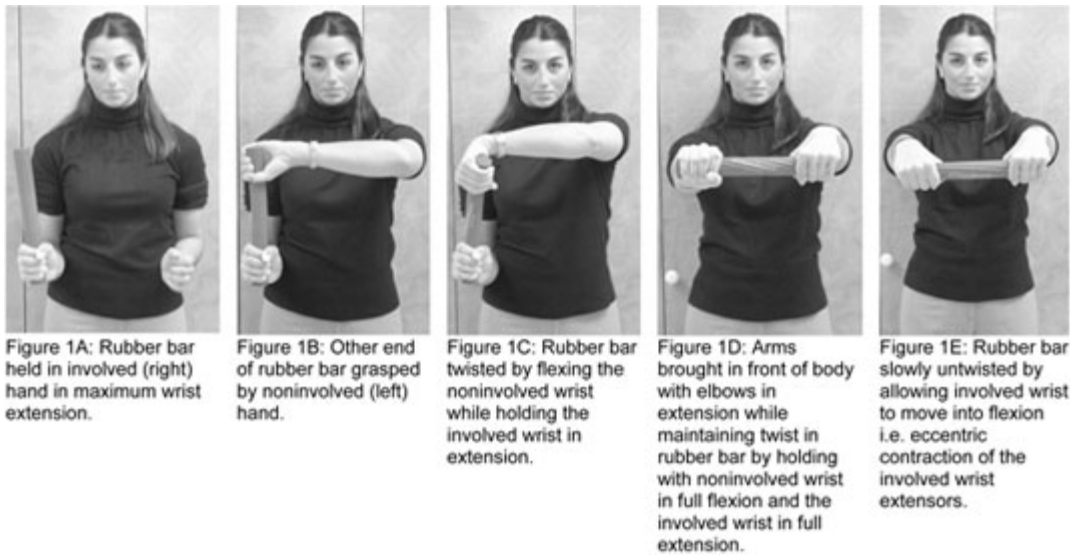 Figure 1A: Rubber bar
held in involved (right)
hand in maximum wrist
extension.
Figure 1B: Other end
of rubber bar grasped
by noninvolved (left)
hand.
Figure 1C: Rubber bar
twisted by flexing the
noninvolved wrist
while holding the
involved wrist in
extension.
Figure 1D: Arms
brought in front of body
with elbows in
extension while
maintaining twist in
rubber bar by holding
with noninvolved wrist
in full flexion and the
involved wrist in full
extension.
Figure 1E: Rubber bar
slowly untwisted by
allowing involved wrist
to move into flexion
i.e. eccentric
contraction of the
involved wrist
extensors.